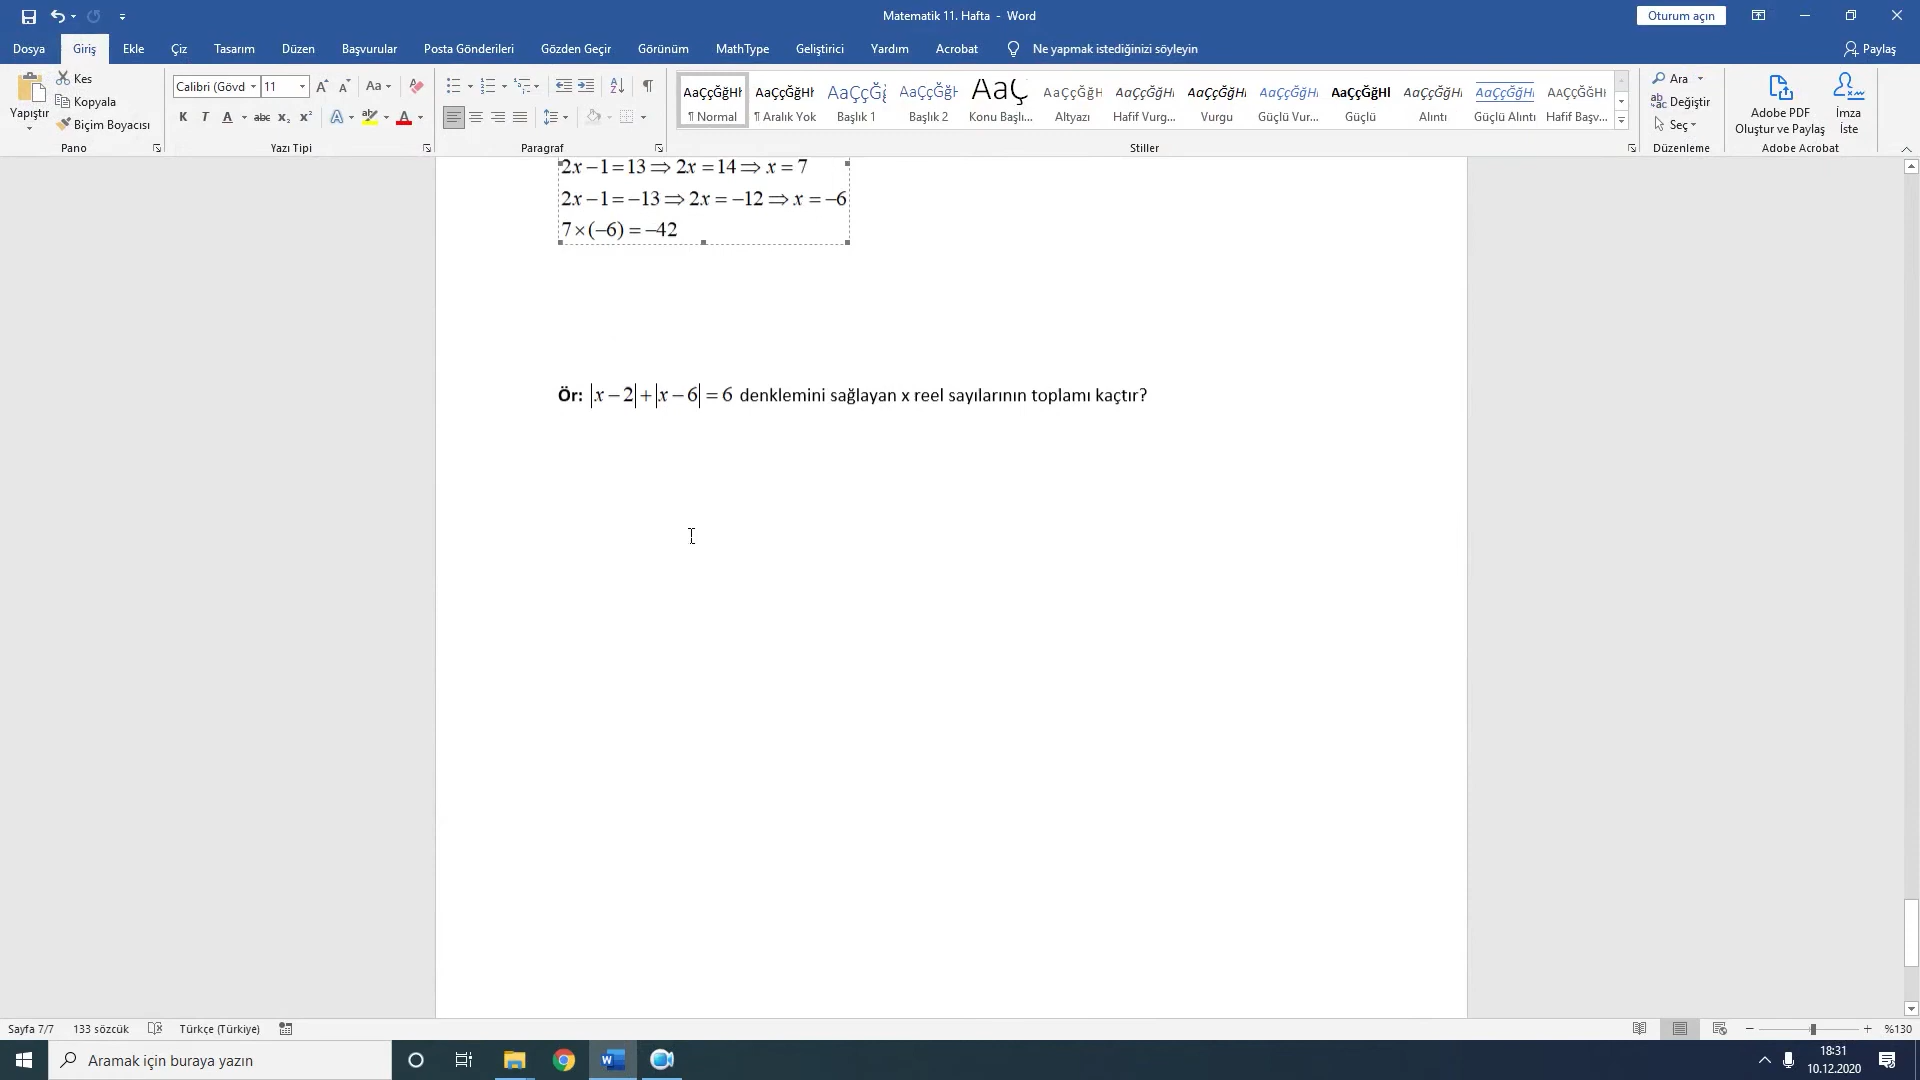 Matematik 11. Hafta - Word
Oturum açın
Dosya Giriş Ekle Çiz Tasarım Düzen Başvurular Posta Gönderileri Gözden Geçir Görünüm MathType Geliştirici Yardım Acrobat Ne yapmak istediğinizi söyleyin Paylaş
Yapıştır
Kes
Kopyala
Biçim Boyacısı
Pano
Calibri (Gövd 11
Yazı Tipi
Paragraf
AaÇçĞğHł AaÇçĞğHł AaÇçĞğ AaÇçĞğH AaÇ AaÇçĞğH AaÇçĞğHı AaÇçĞğHı AaÇçĞğHı AaÇçĞğHl AaÇçĞğHı AaÇçĞğHı AaÇçĞğHı
¶ Normal ¶ Aralık Yok Başlık 1 Başlık 2 Konu Başlı... Altyazı Hafif Vurg... Vurgu Güçlü Vur... Güçlü Alıntı Güçlü Alıntı Hafif Başv...
Stiller
Ara
Değiştir
Seç
Düzenleme
Adobe PDF
Oluştur ve Paylaş
İmza
İste
Adobe Acrobat
2x − 1 = 13 ⇒ 2x = 14 ⇒ x = 7
2x − 1 = −13 ⇒ 2x = −12 ⇒ x = −6
7 × (−6) = −42
Ör: |x − 2| + |x − 6| = 6 denklemini sağlayan x reel sayılarının toplamı kaçtır?
Sayfa 7/7 133 sözcük Türkçe (Türkiye) %130
Aramak için buraya yazın
18:31
10.12.2020